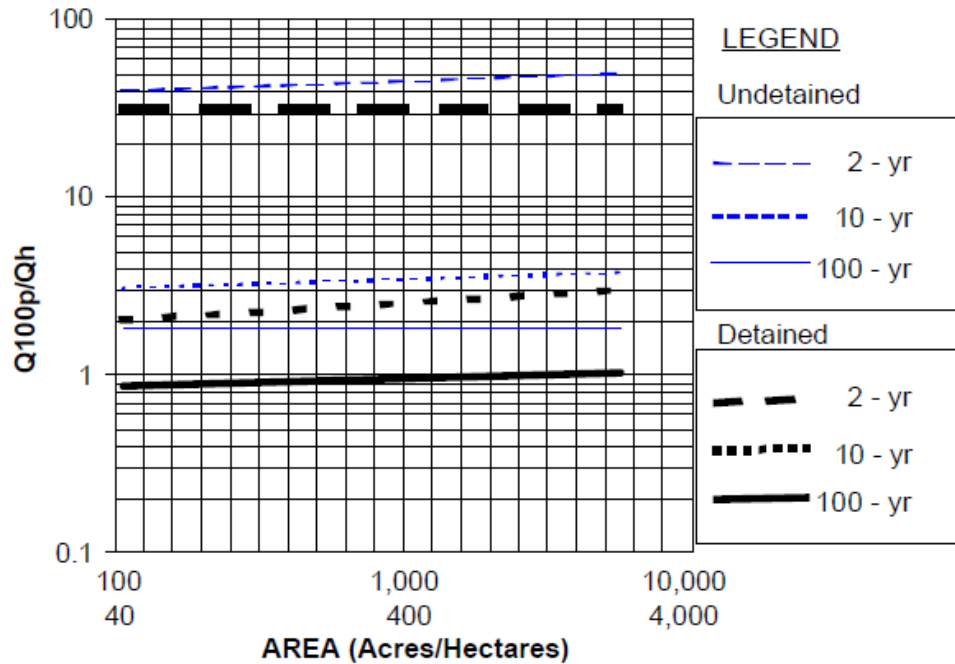 100
10
1
0.1
Q100p/Qh
100
1,000
10,000
40
400
4,000
AREA (Acres/Hectares)
LEGEND
Undetained
2 - yr
10 - yr
100 - yr
Detained
2 - yr
10 - yr
100 - yr